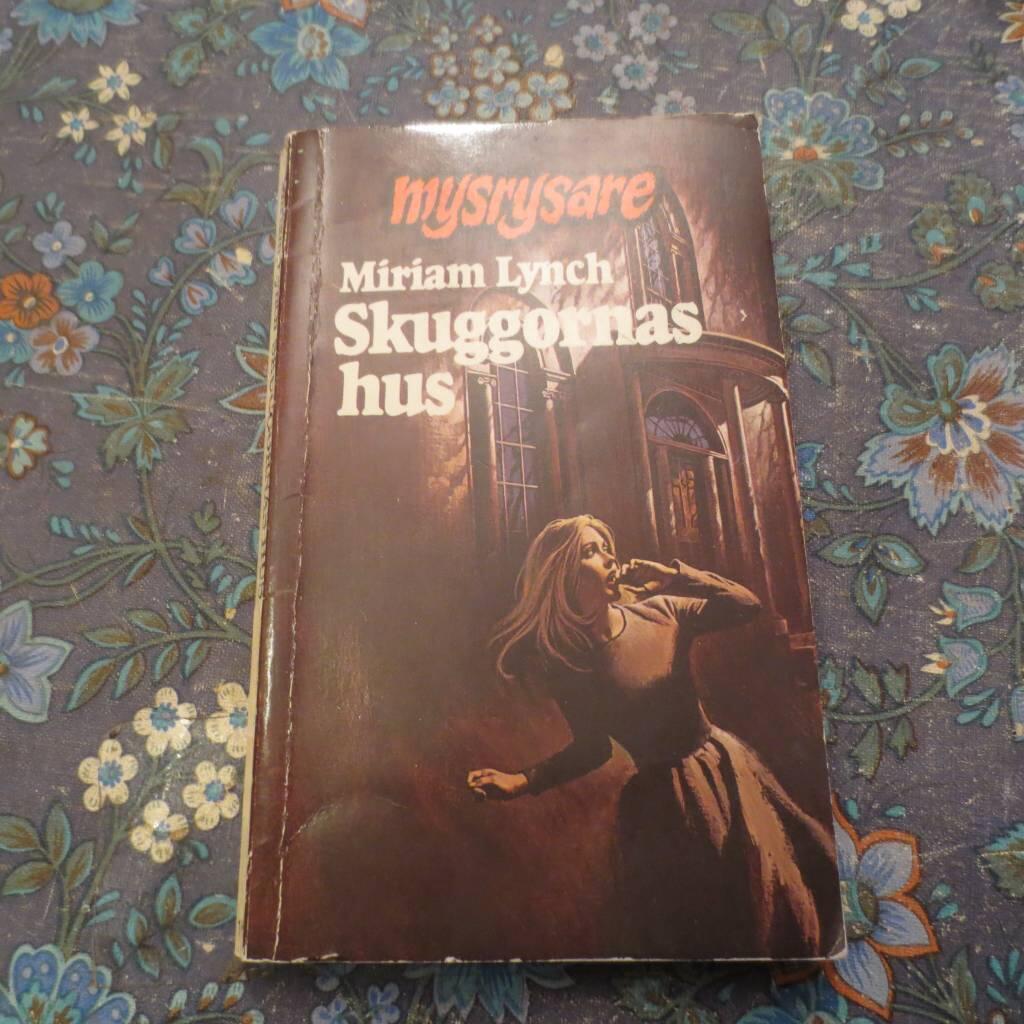 mysrysare
Miriam Lynch
Skuggornas
hus